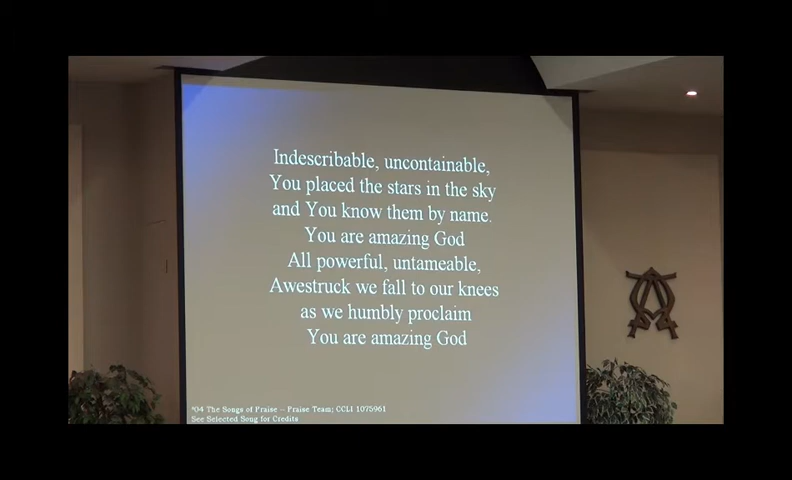 Indescribable, uncontainable,
You placed the stars in the sky
and You know them by name.
You are amazing God
All powerful, untameable,
Awestruck we fall to our knees
as we humbly proclaim
You are amazing God
*04 The Songs of Praise -- Praise Team; CCLI 1075961
See Selected Song for Credits